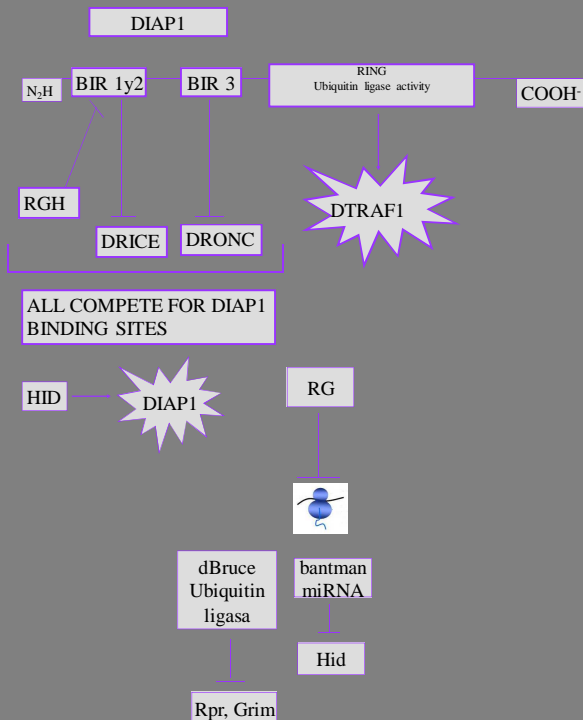 DIAP1
N₂H
BIR 1y2
BIR 3
RING
Ubiquitin ligase activity
COOH-
RGH
DRICE
DRONC
DTRAF1
ALL COMPETE FOR DIAP1
BINDING SITES
HID
DIAP1
RG
dBruce
Ubiquitin
ligasa
bantman
miRNA
Hid
Rpr, Grim